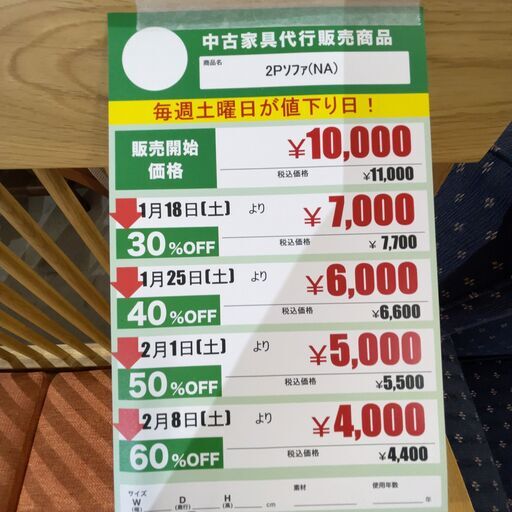 中古家具代行販売商品
商品名
2Pソファ(NA)
毎週土曜日が値下り日！
販売開始
価格
¥10,000
税込価格 ¥11,000
1月18日(土) より
30%OFF
¥7,000
税込価格 ¥7,700
1月25日(土) より
40%OFF
¥6,000
税込価格 ¥6,600
2月1日(土) より
50%OFF
¥5,000
税込価格 ¥5,500
2月8日(土) より
60%OFF
¥4,000
税込価格 ¥4,400
サイズ 素材 使用年数
W D H cm 年
(幅) (奥行) (高)